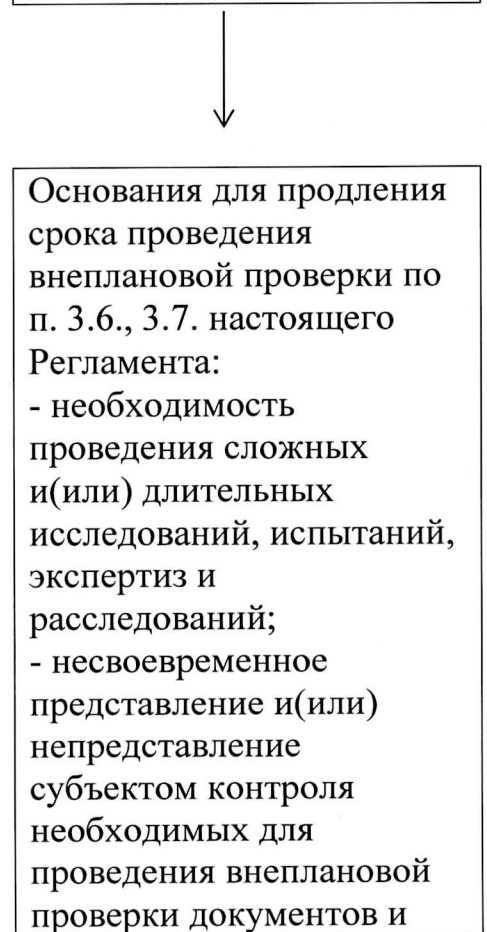 Основания для продления
срока проведения
внеплановой проверки по
п. 3.6., 3.7. настоящего
Регламента:
- необходимость
проведения сложных
и(или) длительных
исследований, испытаний,
экспертиз и
расследований;
- несвоевременное
представление и(или)
непредставление
субъектом контроля
необходимых для
проведения внеплановой
проверки документов и